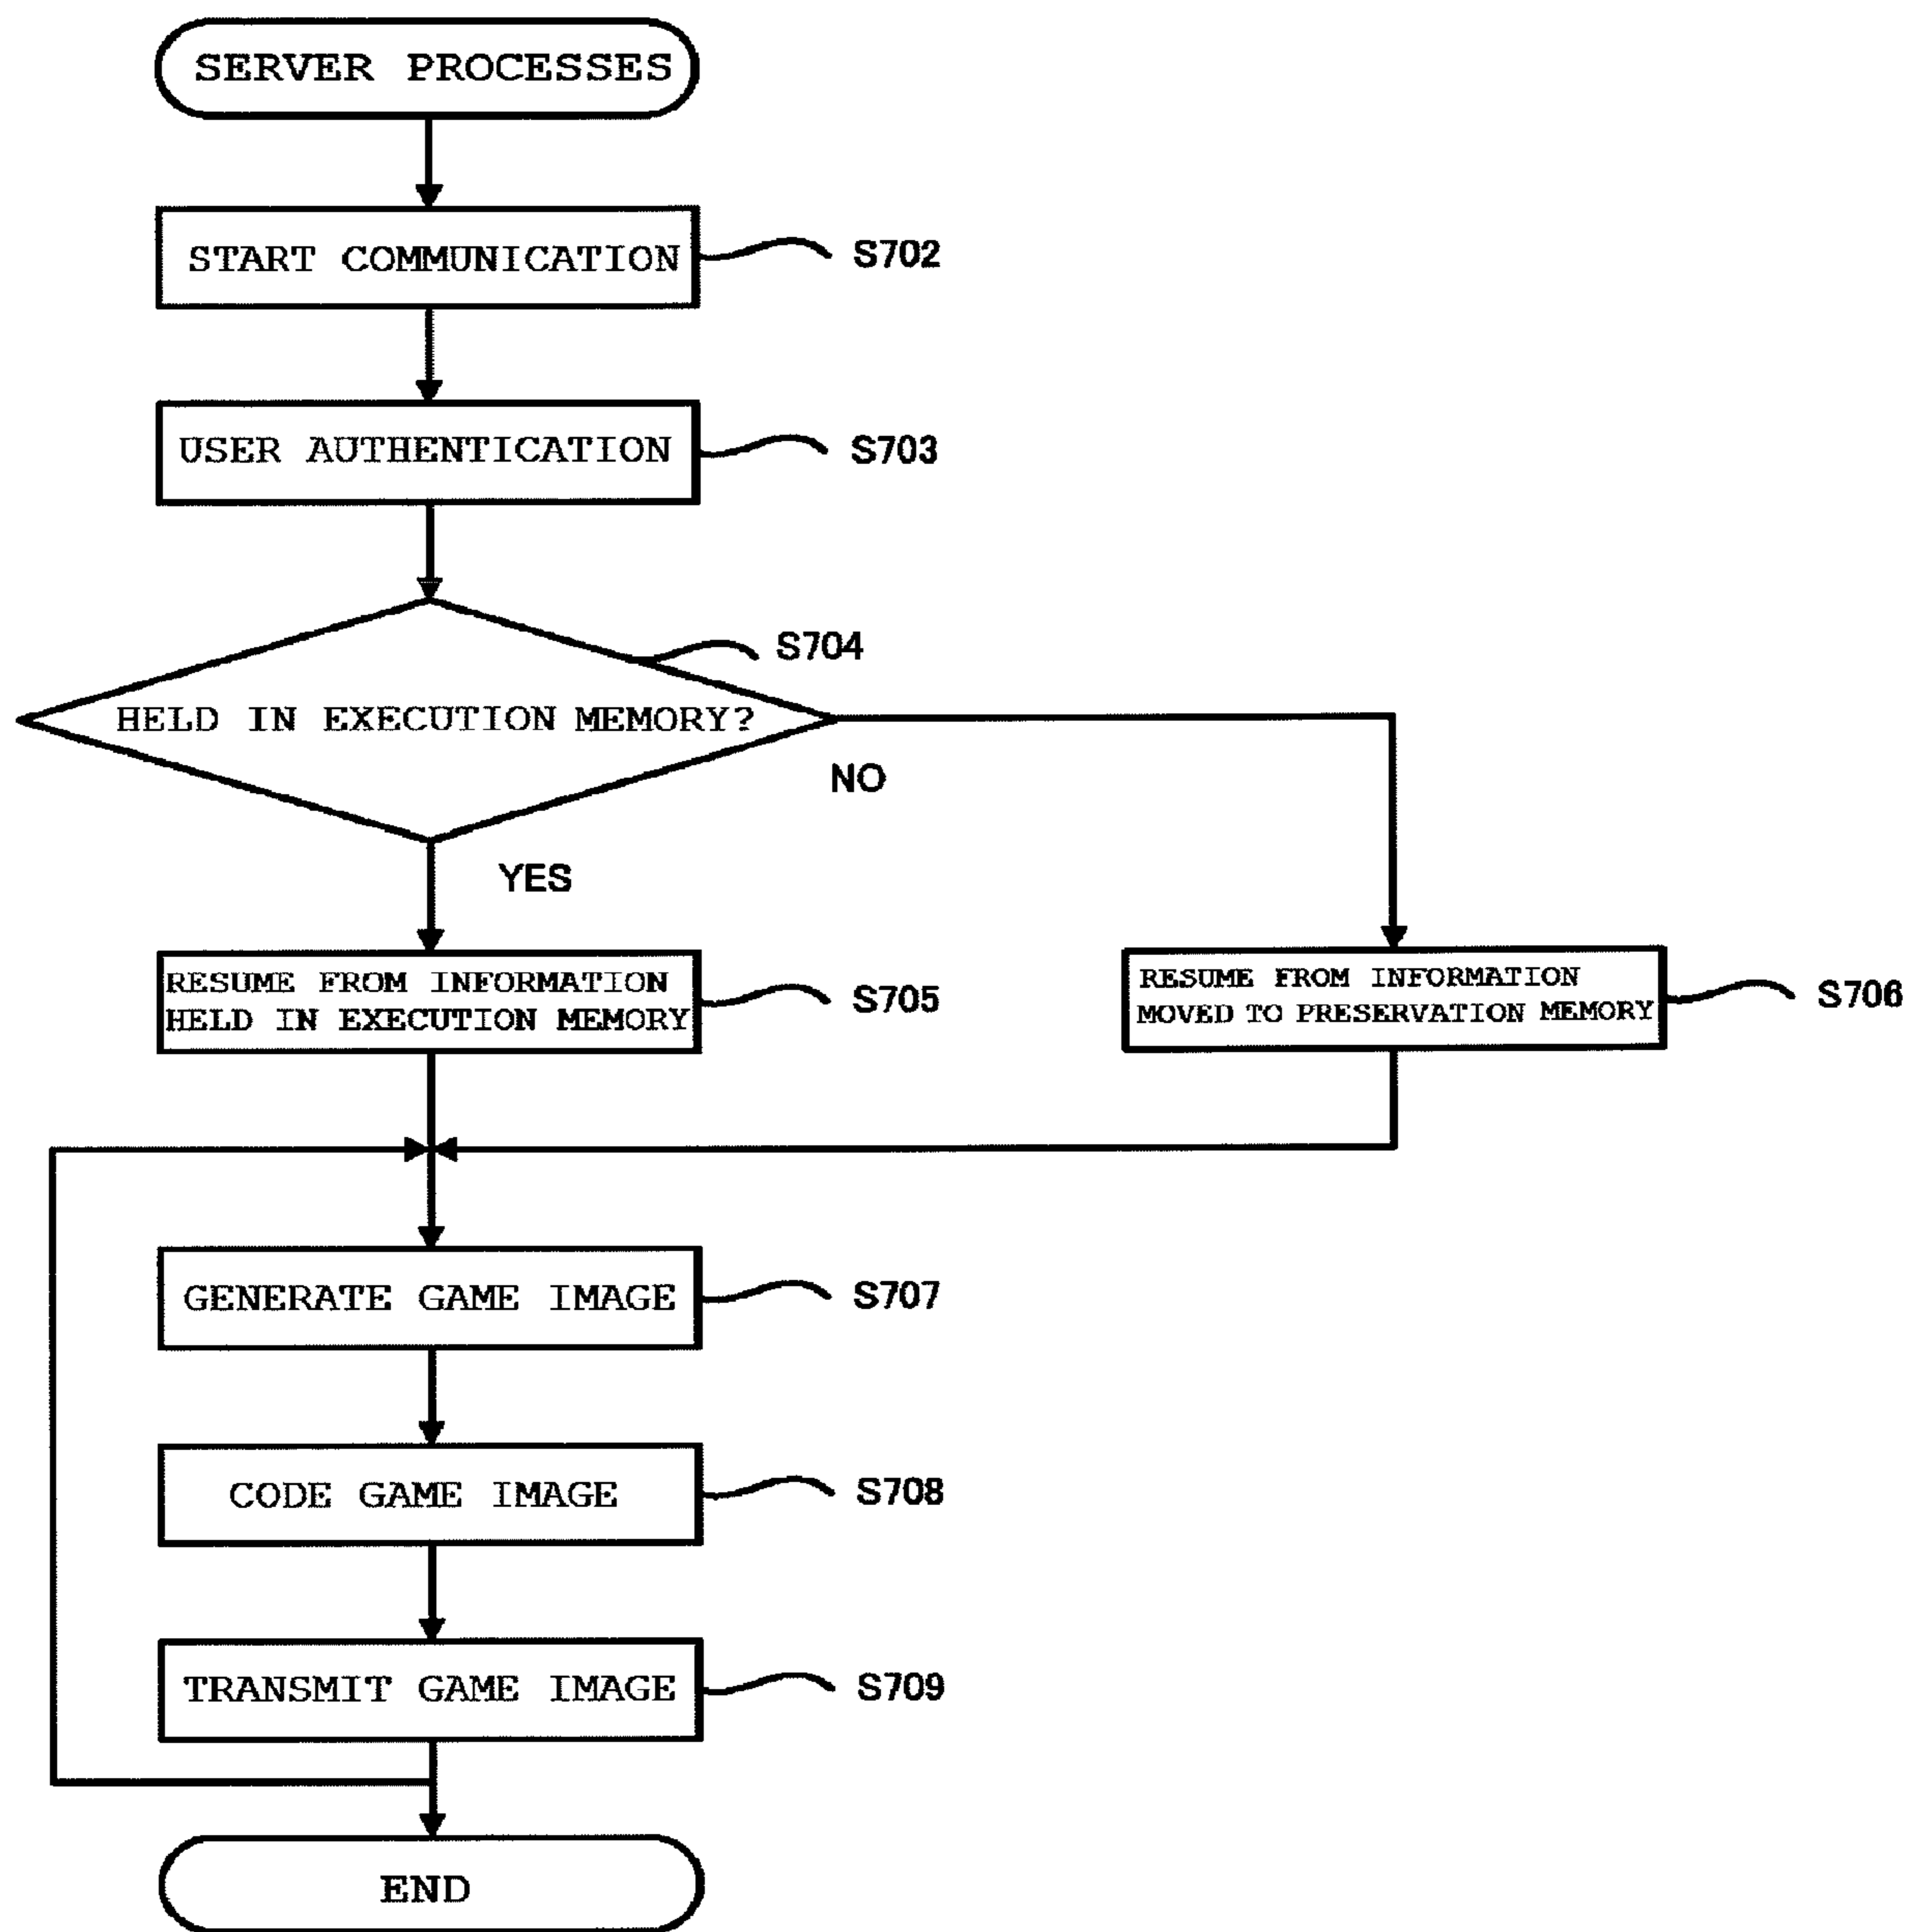 SERVER PROCESSES
START COMMUNICATION
S702
USER AUTHENTICATION
S703
S704
HELD IN EXECUTION MEMORY?
NO
YES
RESUME FROM INFORMATION
HELD IN EXECUTION MEMORY
S705
RESUME FROM INFORMATION
MOVED TO PRESERVATION MEMORY
S706
GENERATE GAME IMAGE
S707
CODE GAME IMAGE
S708
TRANSMIT GAME IMAGE
S709
END